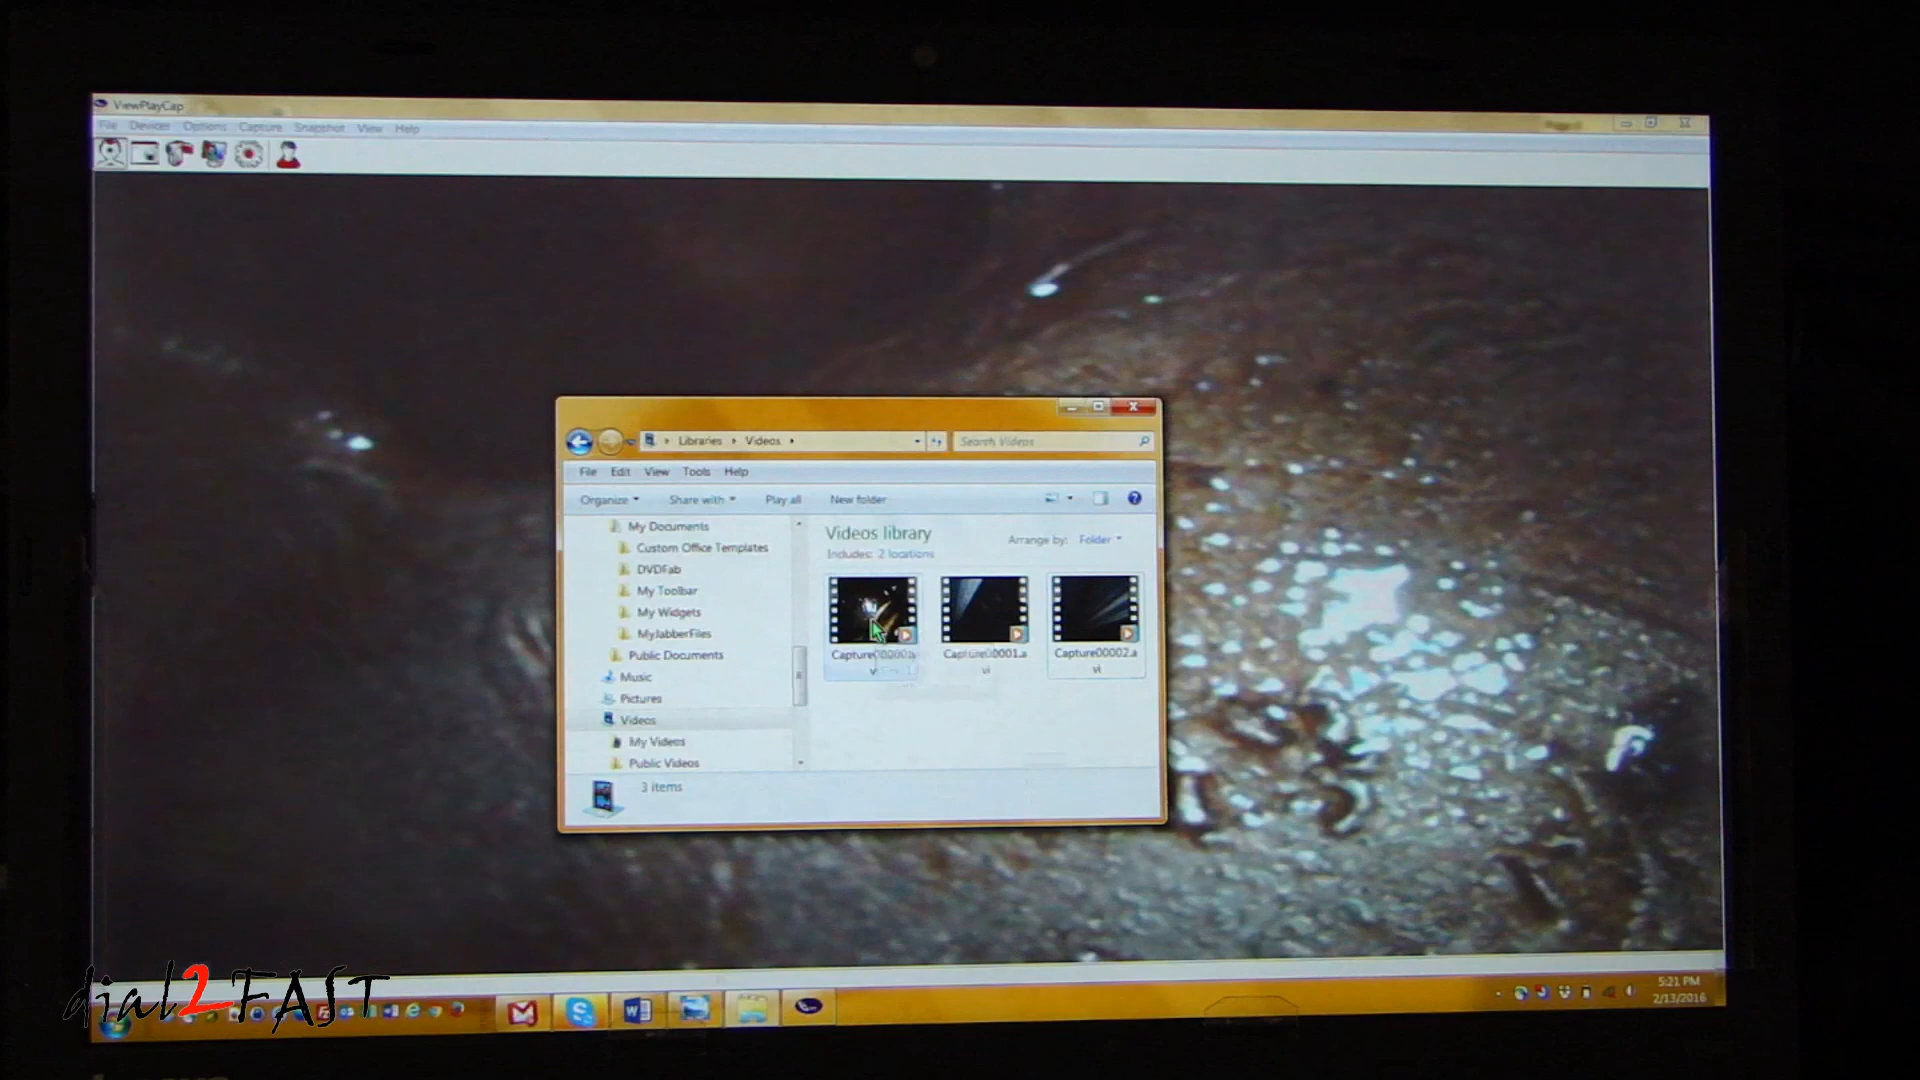 ViewPlayCap
File Devices Options Capture Snapshot View Help
Libraries Videos
Search Videos
File Edit View Tools Help
Organize Share with Play all New folder
My Documents
Custom Office Templates
DVDFab
My Toolbar
My Widgets
MyJabberFiles
Public Documents
Music
Pictures
Videos
My Videos
Public Videos
Videos library
Includes: 2 locations
Arrange by: Folder
Capture00000.a
Capture00001.a
vi
Capture00002.a
vi
3 items
dial2FAST
5:21 PM
2/13/2016